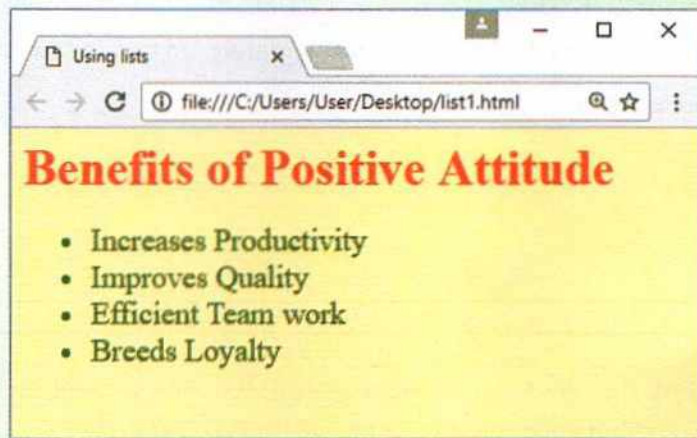 Using lists
file:///C:/Users/User/Desktop/list1.html
Benefits of Positive Attitude
• Increases Productivity
• Improves Quality
• Efficient Team work
• Breeds Loyalty